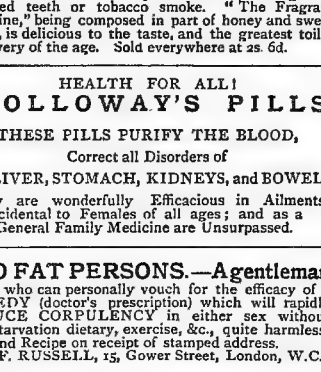 ed teeth or tobacco smoke. "The Fragra
ine," being composed in part of honey and swe
, is delicious to the taste, and the greatest toil
very of the age. Sold everywhere at 2s. 6d.
HEALTH FOR ALL!
OLLOWAY'S PILLS
THESE PILLS PURIFY THE BLOOD,
Correct all Disorders of
LIVER, STOMACH, KIDNEYS, and BOWEL
y are wonderfully Efficacious in Ailments
cidental to Females of all ages; and as a
General Family Medicine are Unsurpassed.
O FAT PERSONS.—Agentleman
who can personally vouch for the efficacy of
EDY (doctor's prescription) which will rapidl
UCE CORPULENCY in either sex withou
tarvation dietary, exercise, &c., quite harmless
nd Recipe on receipt of stamped address.
F. RUSSELL, 15, Gower Street, London, W.C.